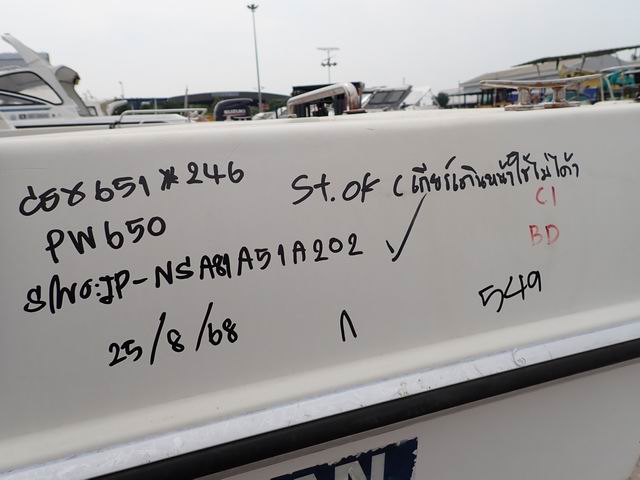 CER651*246
St. OK (เกียร์เดินหน้าใช้ไม่ได้)
PW650
C1
S/NO:JP-NSA81A51A202 ✓
BD
25/8/68
549